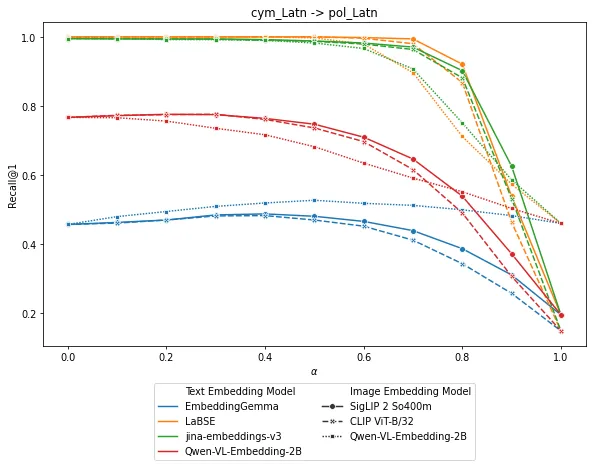 cym_Latn -> pol_Latn
Recall@1
1.0
0.8
0.6
0.4
0.2
0.0 0.2 0.4 0.6 0.8 1.0
α
Text Embedding Model Image Embedding Model
EmbeddingGemma SigLIP 2 So400m
LaBSE CLIP ViT-B/32
jina-embeddings-v3 Qwen-VL-Embedding-2B
Qwen-VL-Embedding-2B